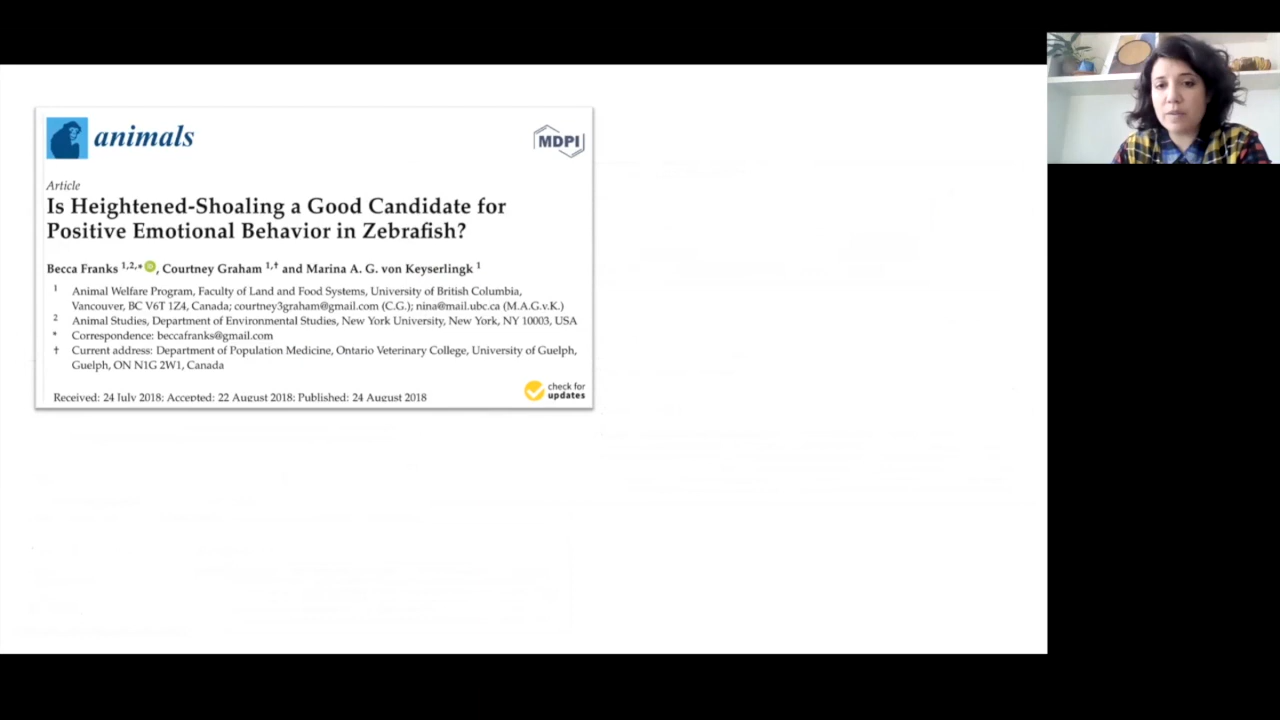 animals
MDPI
Article
Is Heightened-Shoaling a Good Candidate for
Positive Emotional Behavior in Zebrafish?
Becca Franks 1,2,*, Courtney Graham 1,† and Marina A. G. von Keyserlingk 1
1 Animal Welfare Program, Faculty of Land and Food Systems, University of British Columbia,
Vancouver, BC V6T 1Z4, Canada; courtney3graham@gmail.com (C.G.); nina@mail.ubc.ca (M.A.G.v.K.)
2 Animal Studies, Department of Environmental Studies, New York University, New York, NY 10003, USA
* Correspondence: beccafranks@gmail.com
† Current address: Department of Population Medicine, Ontario Veterinary College, University of Guelph,
Guelph, ON N1G 2W1, Canada
check for
updates
Received: 24 July 2018; Accepted: 22 August 2018; Published: 24 August 2018